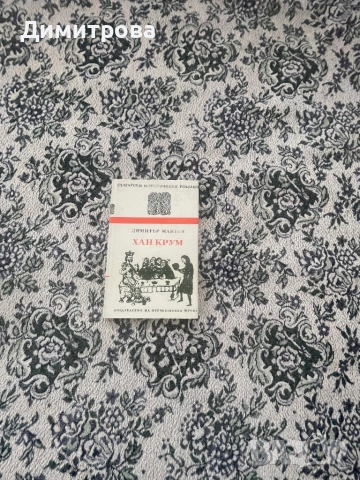 Димитрова
БЪЛГАРСКИ ИСТОРИЧЕСКИ РОМАНИ
ДИМИТЪР МАНТОВ
ХАН КРУМ
ИЗДАТЕЛСТВО НА ОТЕЧЕСТВЕНИЯ ФРОНТ